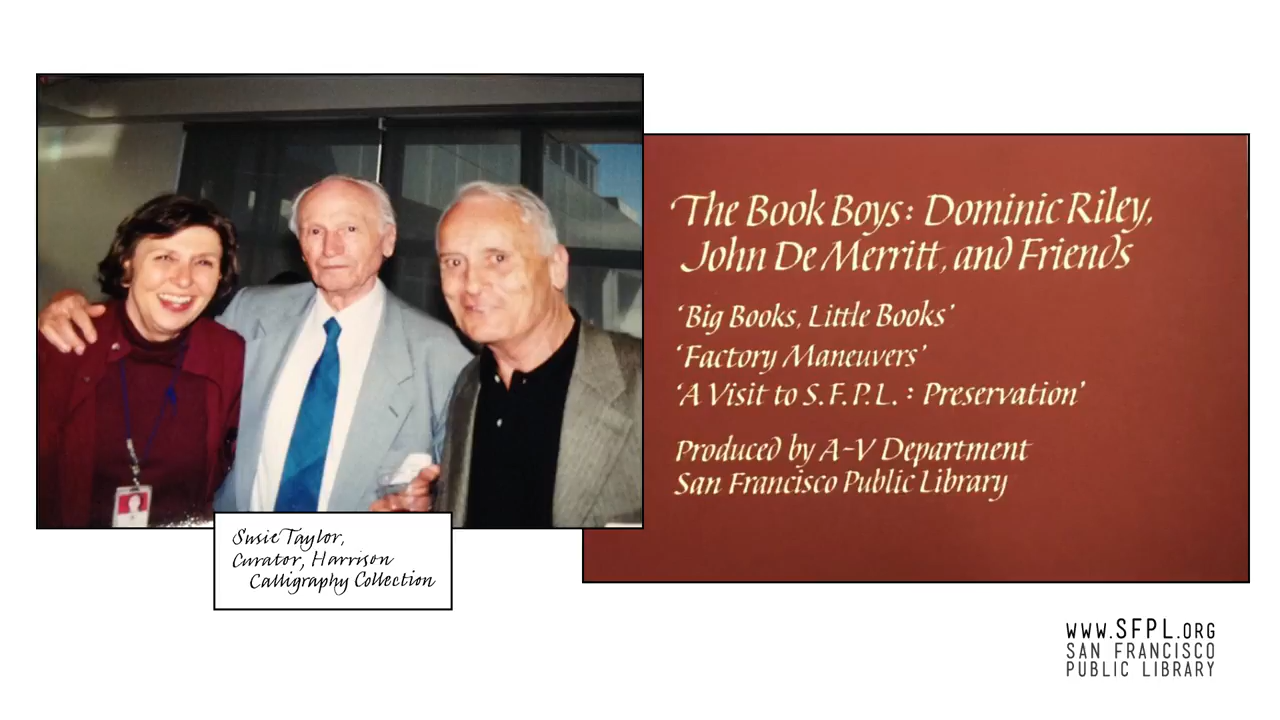 The Book Boys: Dominic Riley,
John De Merritt, and Friends
'Big Books, Little Books'
'Factory Maneuvers'
'A Visit to S.F.P.L.: Preservation'
Produced by A-V Department
San Francisco Public Library
Susie Taylor,
Curator, Harrison
Calligraphy Collection
WWW.SFPL.ORG
SAN FRANCISCO
PUBLIC LIBRARY